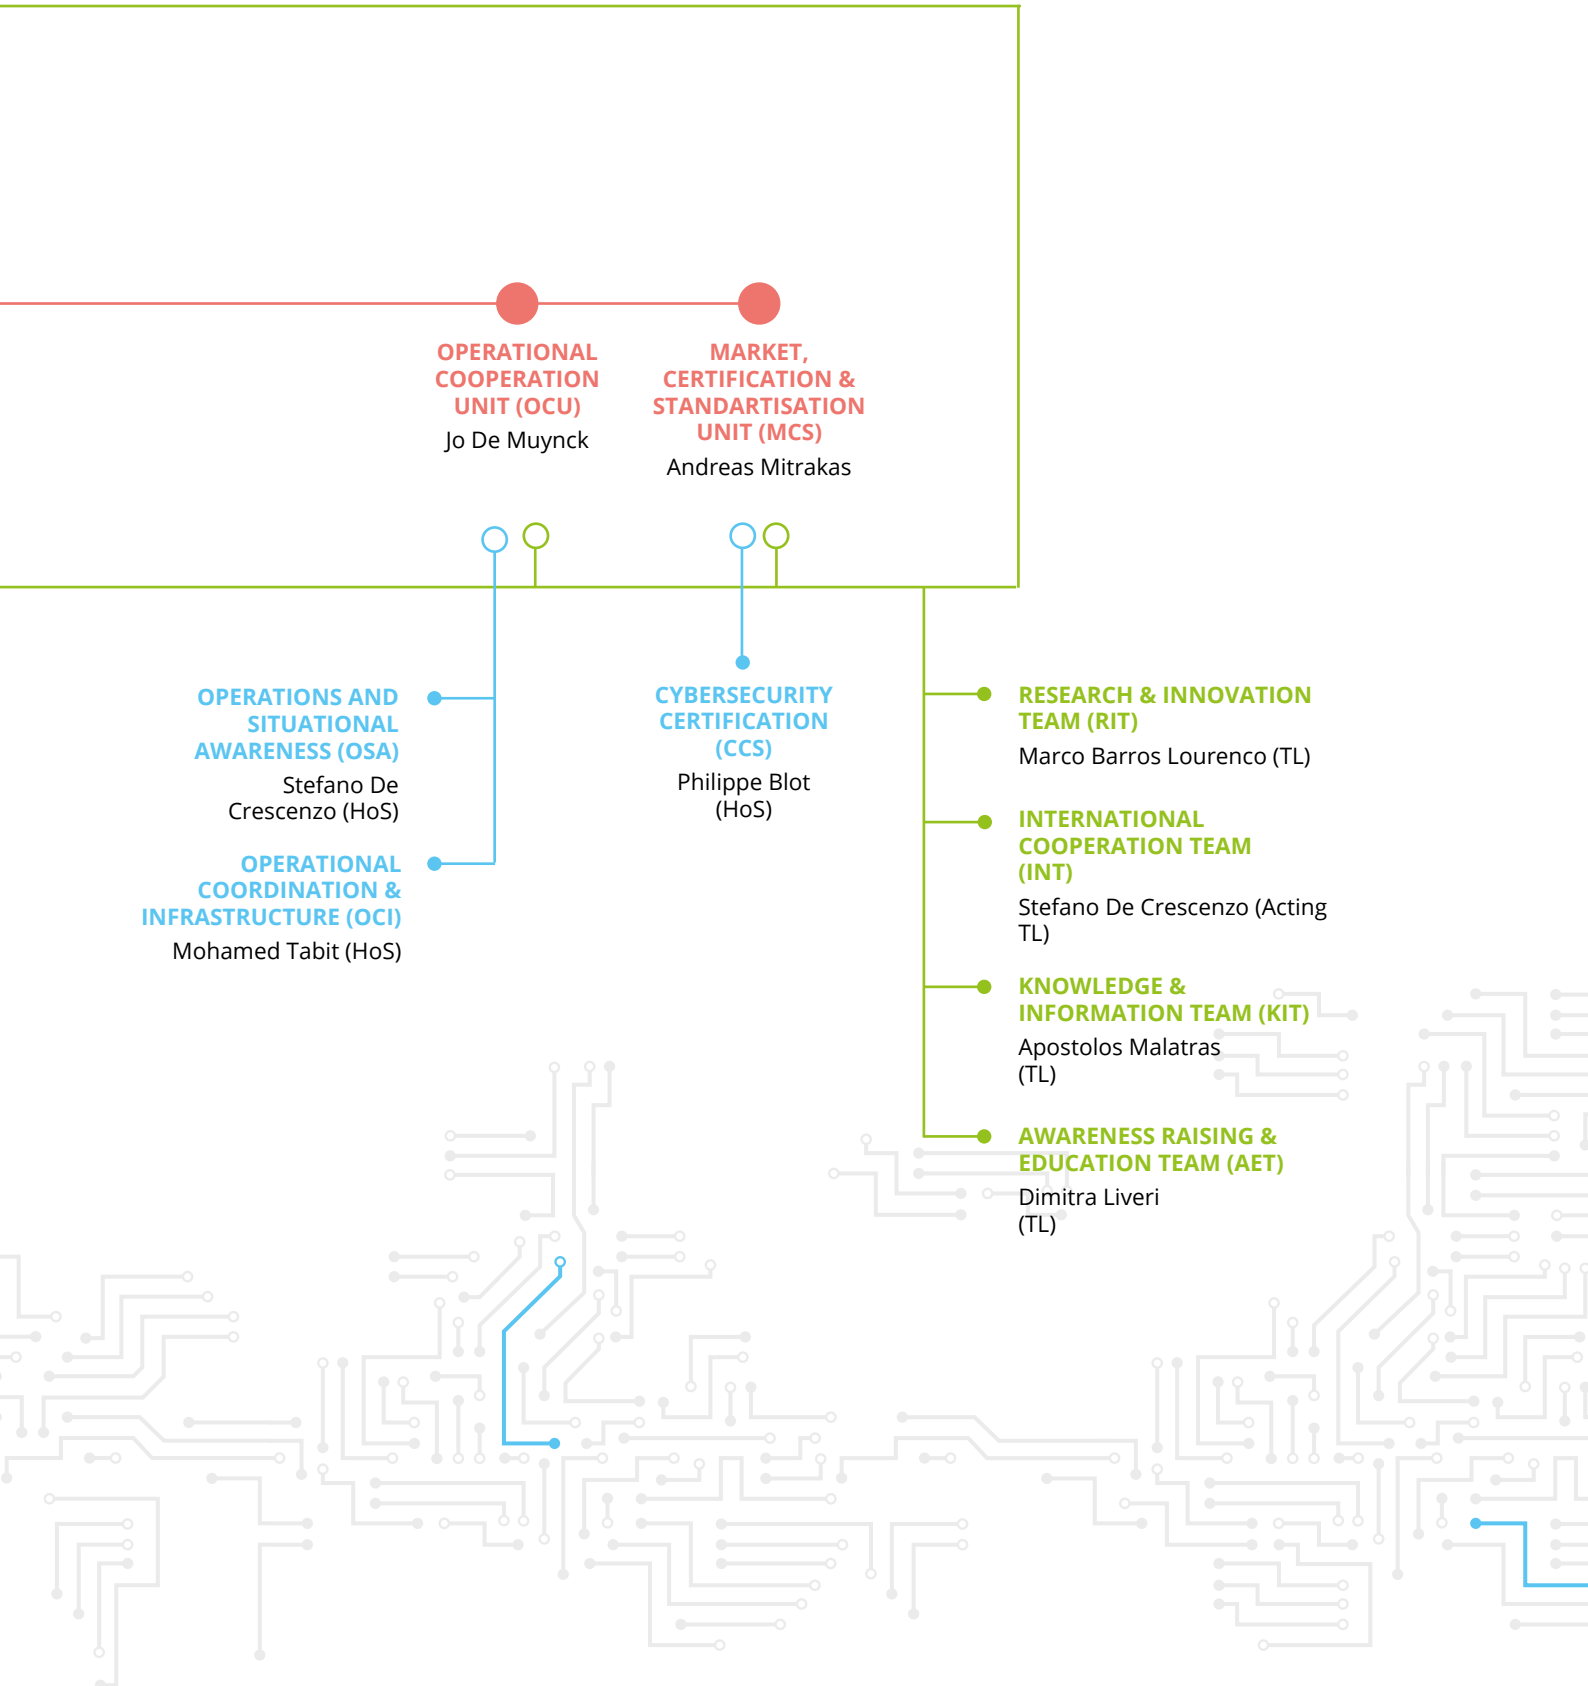 OPERATIONAL
COOPERATION
UNIT (OCU)
Jo De Muynck
MARKET,
CERTIFICATION &
STANDARTISATION
UNIT (MCS)
Andreas Mitrakas
OPERATIONS AND
SITUATIONAL
AWARENESS (OSA)
Stefano De
Crescenzo (HoS)
OPERATIONAL
COORDINATION &
INFRASTRUCTURE (OCI)
Mohamed Tabit (HoS)
CYBERSECURITY
CERTIFICATION
(CCS)
Philippe Blot
(HoS)
RESEARCH & INNOVATION
TEAM (RIT)
Marco Barros Lourenco (TL)
INTERNATIONAL
COOPERATION TEAM
(INT)
Stefano De Crescenzo (Acting
TL)
KNOWLEDGE &
INFORMATION TEAM (KIT)
Apostolos Malatras
(TL)
AWARENESS RAISING &
EDUCATION TEAM (AET)
Dimitra Liveri
(TL)